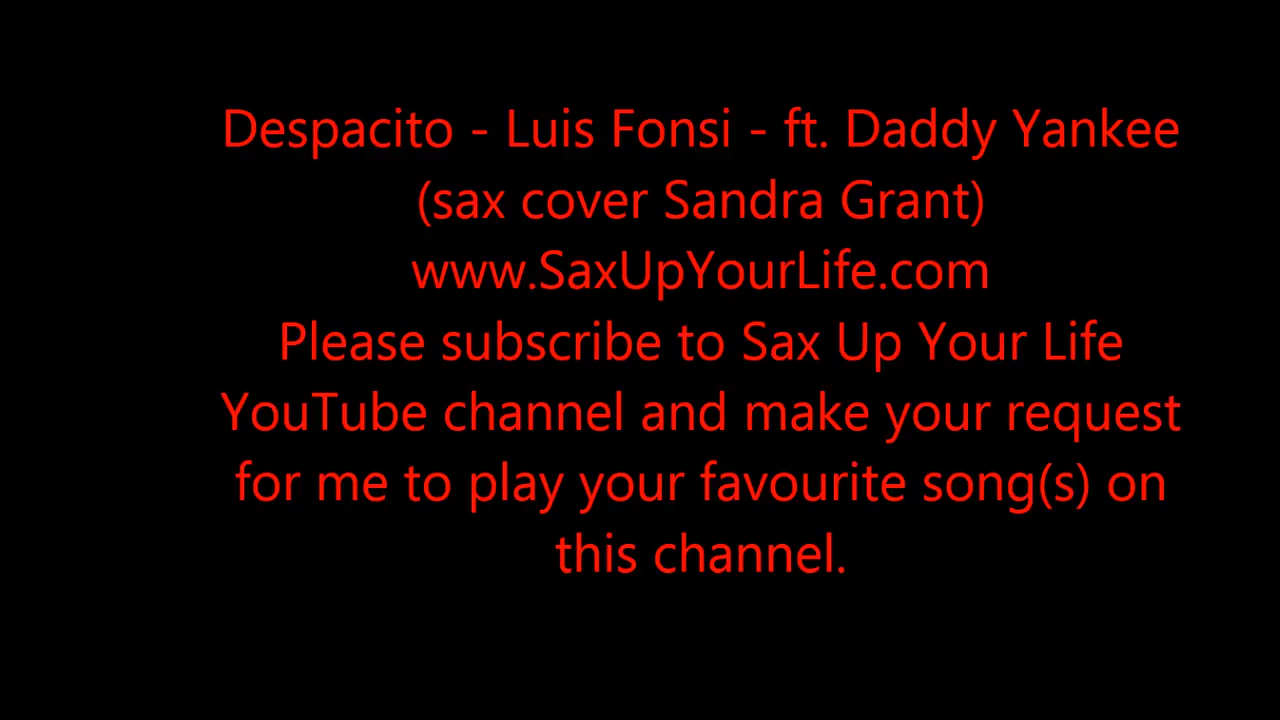 Despacito - Luis Fonsi - ft. Daddy Yankee
(sax cover Sandra Grant)
www.SaxUpYourLife.com
Please subscribe to Sax Up Your Life
YouTube channel and make your request
for me to play your favourite song(s) on
this channel.